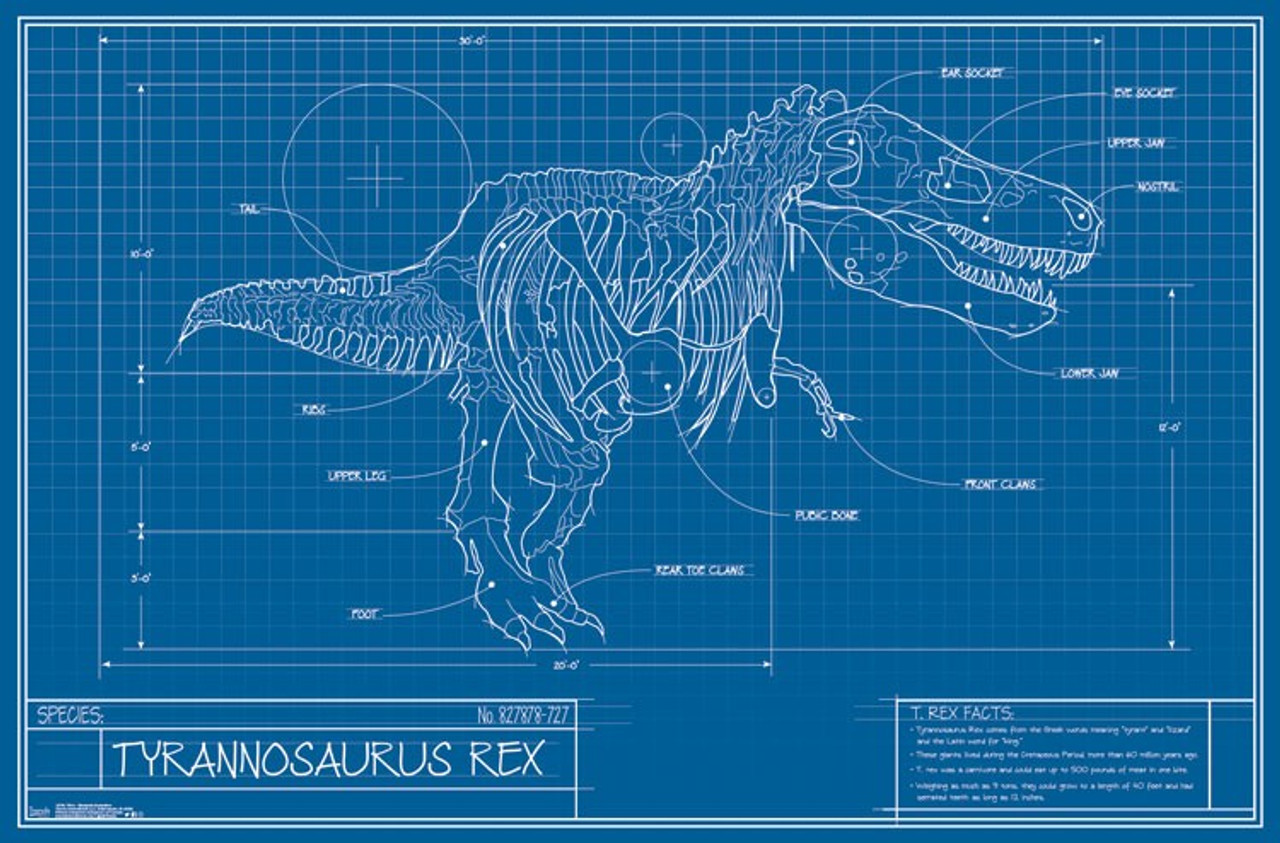 30'-0"
EAR SOCKET
EYE SOCKET
UPPER JAW
NOSTRIL
TAIL
10'-0"
LOWER JAW
RIBS
12'-0"
5'-0"
UPPER LEG
FRONT CLAWS
PUBIC BONE
REAR TOE CLAWS
5'-0"
FOOT
20'-0"
SPECIES:
No. 827878-727
TYRANNOSAURUS REX
T. REX FACTS:
• Tyrannosaurus Rex comes from the Greek words meaning "tyrant" and "lizard"
and the Latin word for "king."
• These giants lived during the Cretaceous Period more than 60 million years ago.
• T. rex was a carnivore and could eat up to 500 pounds of meat in one bite.
• Weighing as much as 9 tons, they could grow to a length of 40 feet and had
serrated teeth as long as 12 inches.